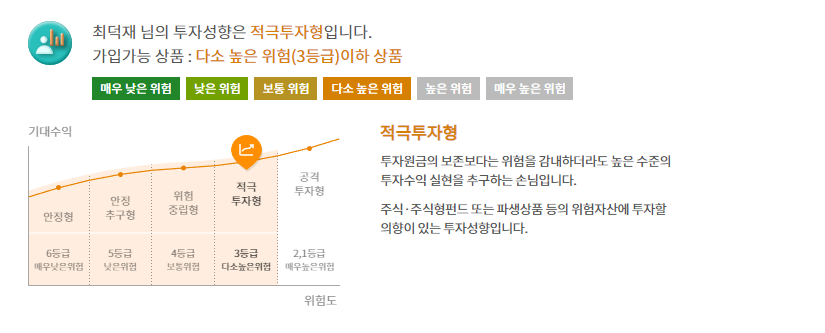 최덕재 님의 투자성향은 적극투자형입니다.
가입가능 상품 : 다소 높은 위험(3등급)이하 상품
매우 낮은 위험 낮은 위험 보통 위험 다소 높은 위험 높은 위험 매우 높은 위험
기대수익
안정형
안정
추구형
위험
중립형
적극
투자형
공격
투자형
6등급
매우낮은위험
5등급
낮은위험
4등급
보통위험
3등급
다소높은위험
2,1등급
매우높은위험
위험도
적극투자형
투자원금의 보존보다는 위험을 감내하더라도 높은 수준의
투자수익 실현을 추구하는 손님입니다.
주식·주식형펀드 또는 파생상품 등의 위험자산에 투자할
의향이 있는 투자성향입니다.